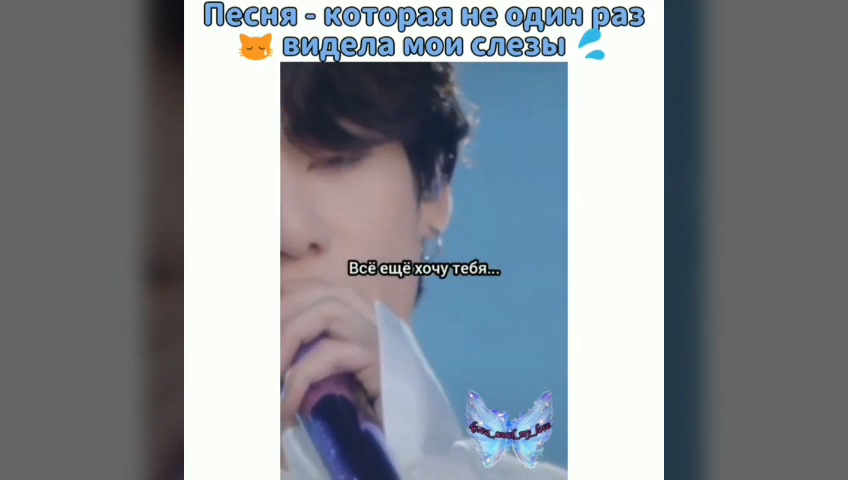 Песня - которая не один раз
видела мои слезы
Всё ещё хочу тебя...